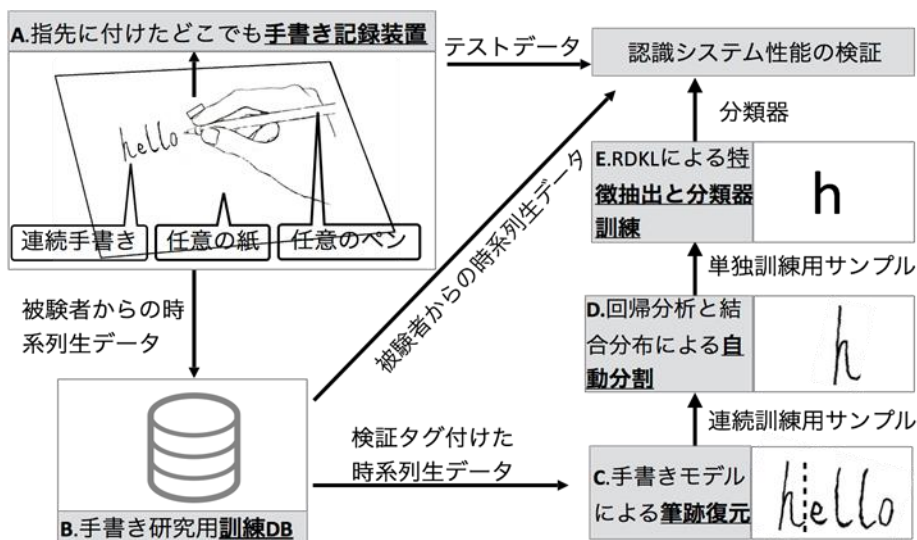 A.指先に付けたどこでも手書き記録装置
hello
連続手書き
任意の紙
任意のペン
テストデータ
認識システム性能の検証
分類器
E.RDKLによる特
徴抽出と分類器
訓練
h
単独訓練用サンプル
被験者からの時
系列生データ
被験者からの時系列生データ
D.回帰分析と結
合分布による自
動分割
h
連続訓練用サンプル
検証タグ付けた
時系列生データ
C.手書きモデル
による筆跡復元
hello
B.手書き研究用訓練DB